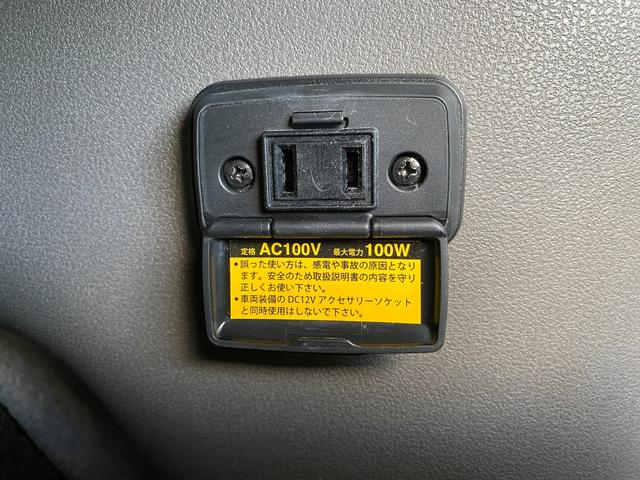 定格 AC100V 最大電力 100W
●誤った使い方は、感電や事故の原因となり
ます。安全のため取扱説明書の内容を守り
正しくお使い下さい。
●車両装備の DC12V アクセサリーソケット
と同時使用はしないで下さい。